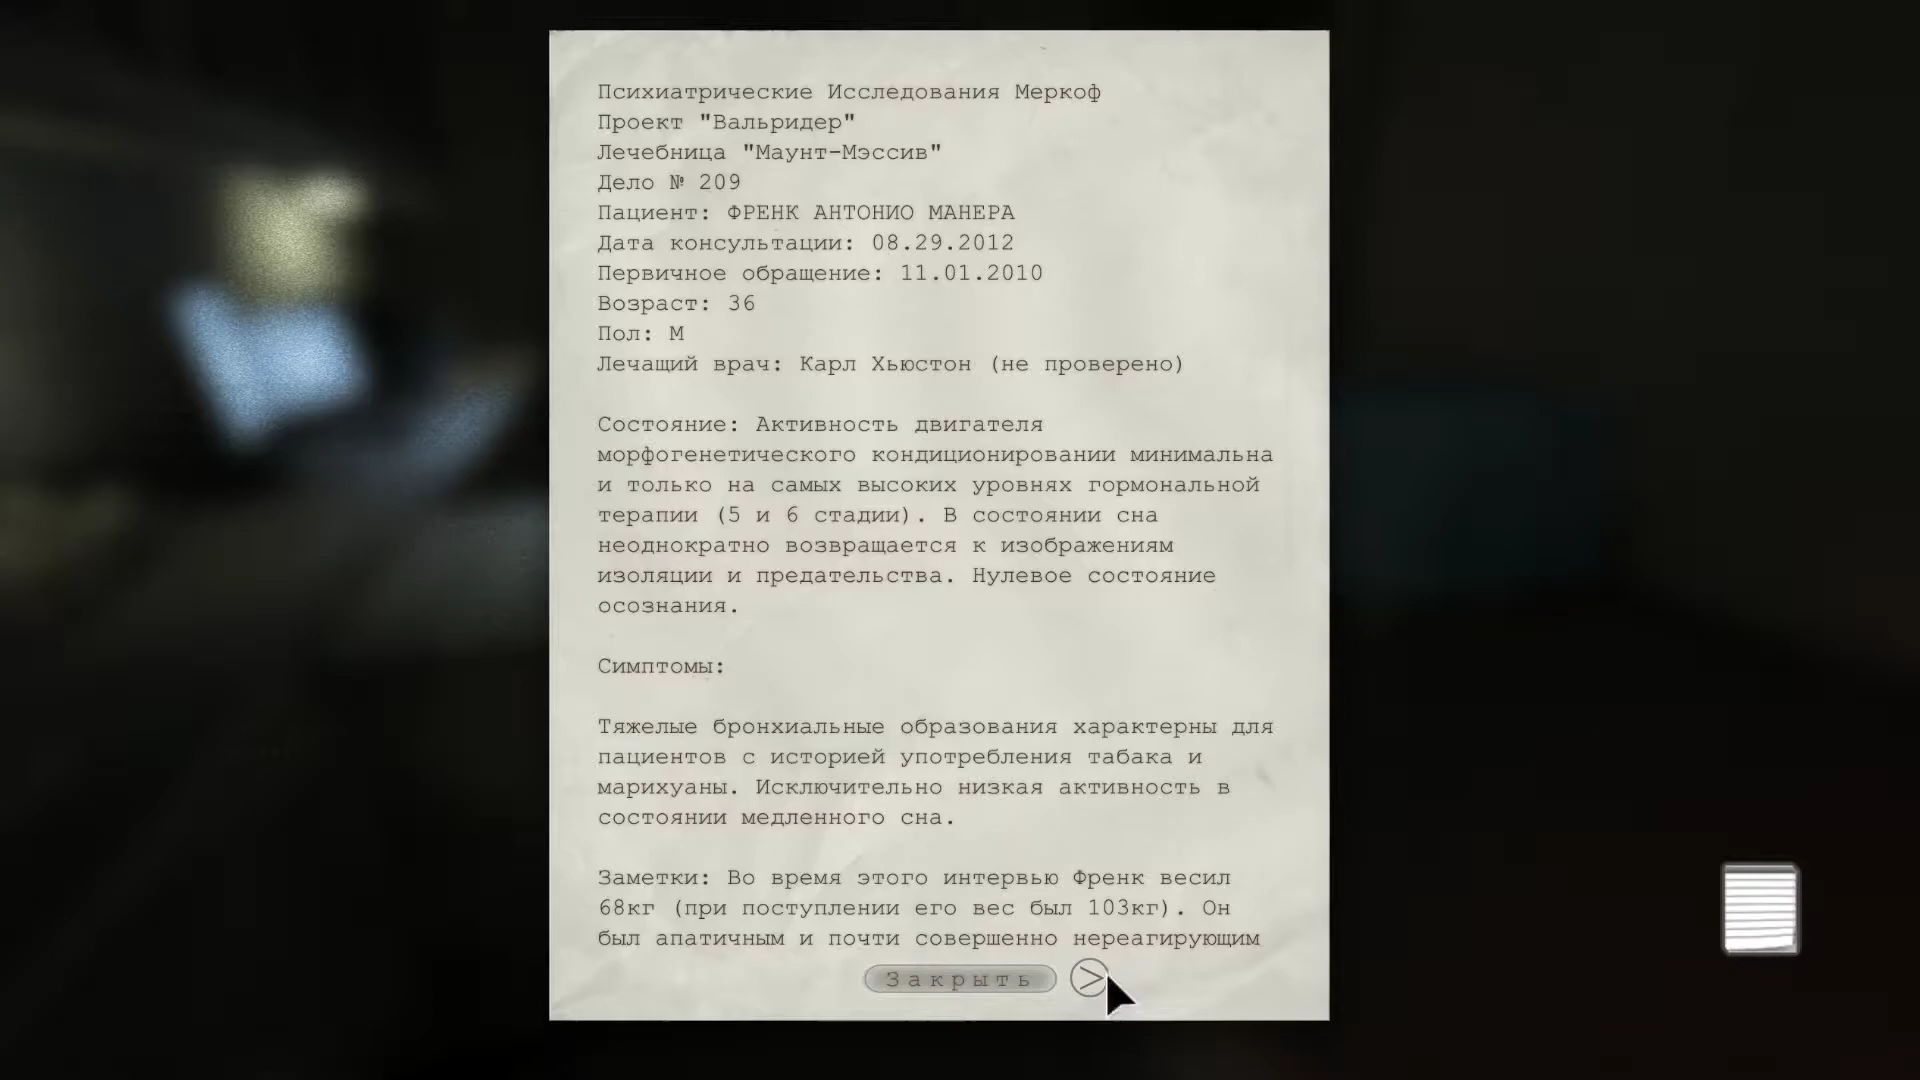 Психиатрические Исследования Меркоф
Проект "Вальридер"
Лечебница "Маунт-Мэссив"
Дело № 209
Пациент: ФРЕНК АНТОНИО МАНЕРА
Дата консультации: 08.29.2012
Первичное обращение: 11.01.2010
Возраст: 36
Пол: М
Лечащий врач: Карл Хьюстон (не проверено)
Состояние: Активность двигателя
морфогенетического кондиционировании минимальна
и только на самых высоких уровнях гормональной
терапии (5 и 6 стадии). В состоянии сна
неоднократно возвращается к изображениям
изоляции и предательства. Нулевое состояние
осознания.
Симптомы:
Тяжелые бронхиальные образования характерны для
пациентов с историей употребления табака и
марихуаны. Исключительно низкая активность в
состоянии медленного сна.
Заметки: Во время этого интервью Френк весил
68кг (при поступлении его вес был 103кг). Он
был апатичным и почти совершенно нереагирующим
Закрыть >